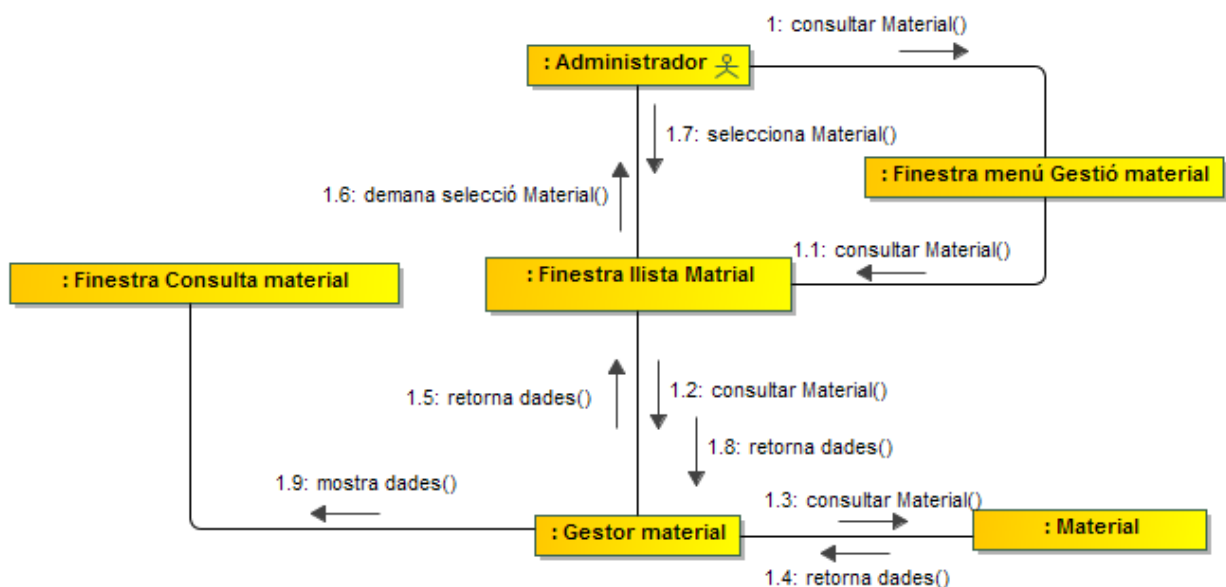 1: consultar Material()
: Administrador
1.7: selecciona Material()
: Finestra menú Gestió material
1.6: demana selecció Material()
1.1: consultar Material()
: Finestra Consulta material
: Finestra llista Matrial
1.5: retorna dades()
1.2: consultar Material()
1.8: retorna dades()
1.9: mostra dades()
1.3: consultar Material()
: Gestor material
: Material
1.4: retorna dades()